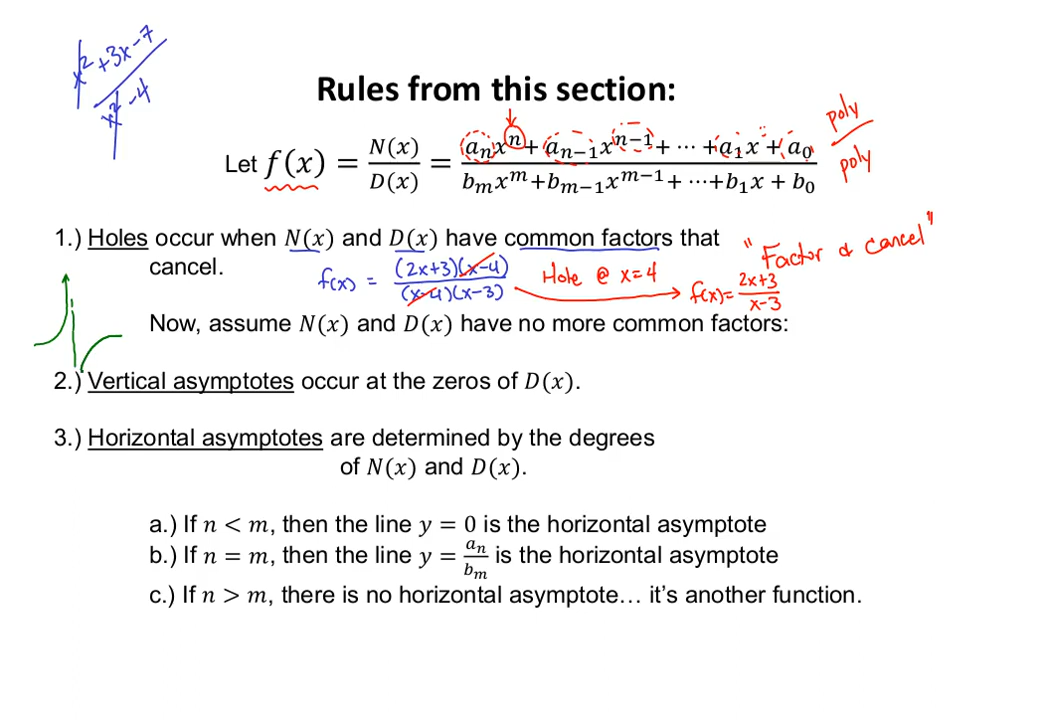 x² + 3x - 7
x² - 4
Rules from this section:
Let f(x) = N(x)/D(x) = (aₙxⁿ + aₙ₋₁xⁿ⁻¹ + ⋯ + a₁x + a₀)/(bₘxᵐ + bₘ₋₁xᵐ⁻¹ + ⋯ + b₁x + b₀)
poly
poly
1.) Holes occur when N(x) and D(x) have common factors that
cancel.
"Factor & Cancel"
f(x) = (2x+3)(x-4)/(x-4)(x-3)
Hole @ x=4
f(x) = 2x+3/x-3
Now, assume N(x) and D(x) have no more common factors:
2.) Vertical asymptotes occur at the zeros of D(x).
3.) Horizontal asymptotes are determined by the degrees
of N(x) and D(x).
a.) If n < m, then the line y = 0 is the horizontal asymptote
b.) If n = m, then the line y = aₙ/bₘ is the horizontal asymptote
c.) If n > m, there is no horizontal asymptote… it's another function.